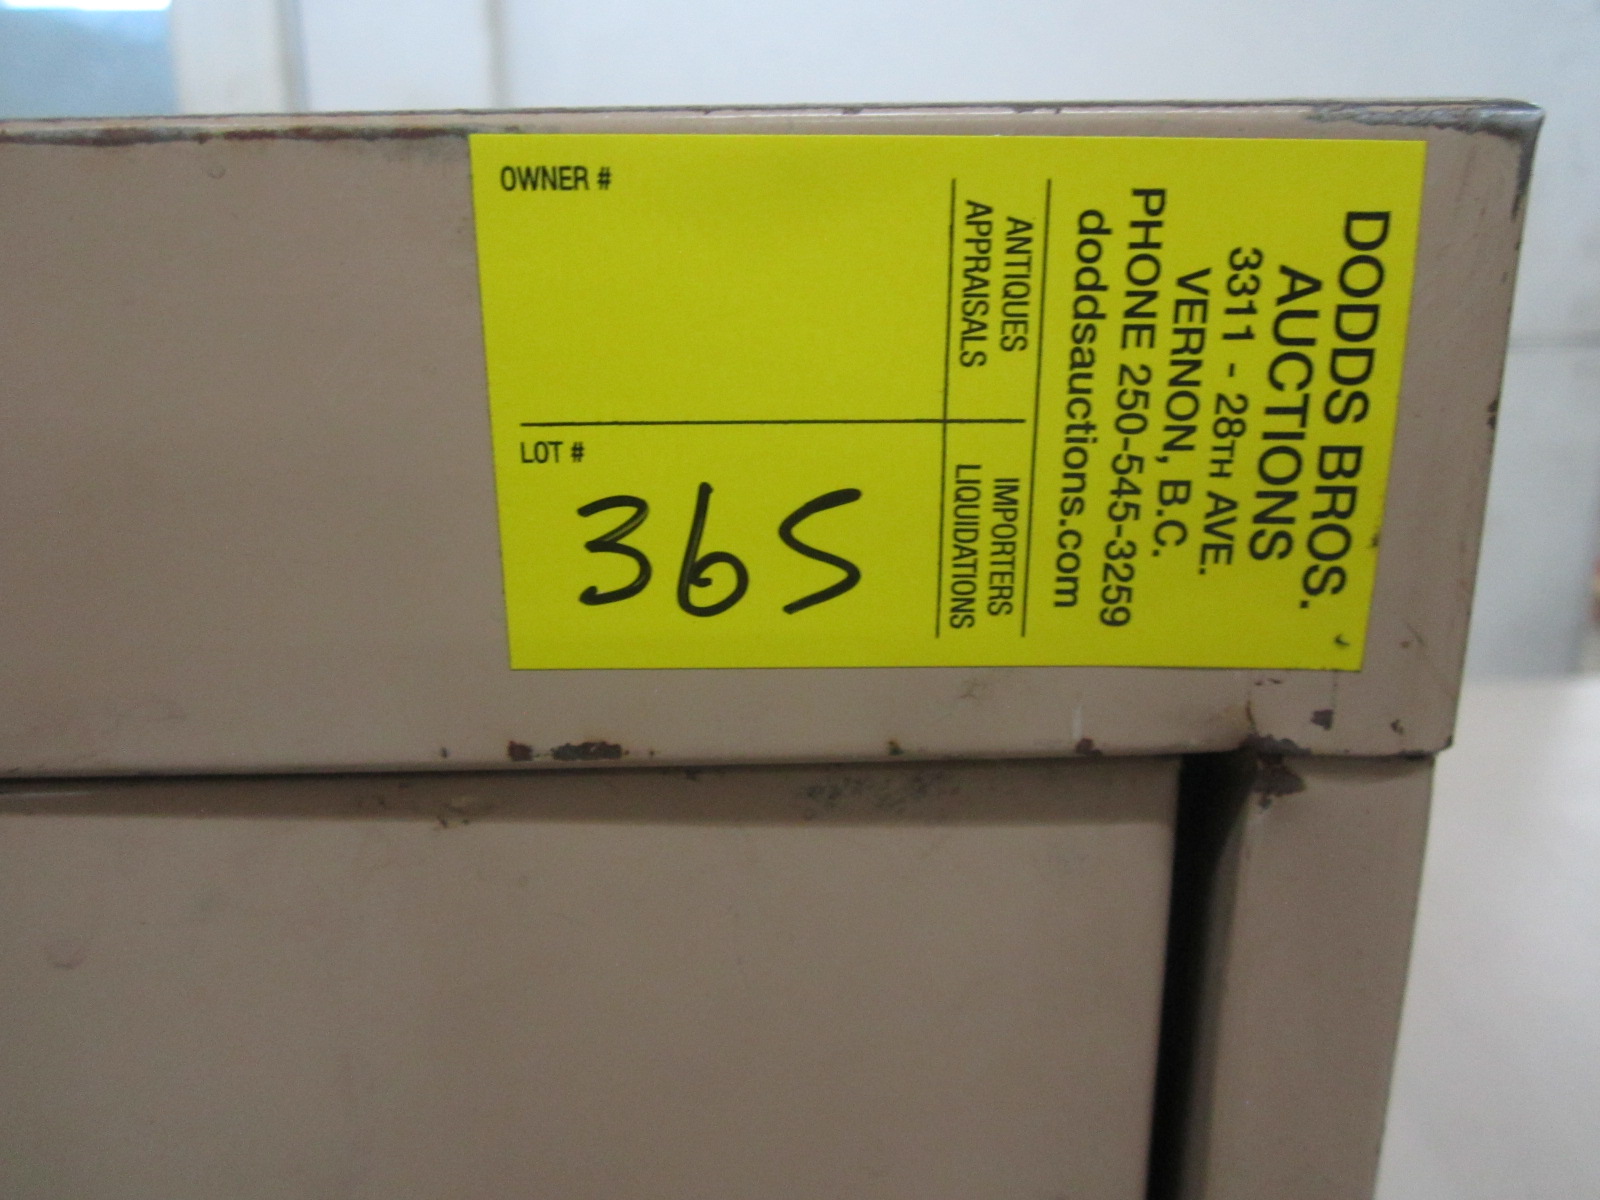 OWNER #
LOT #
365
DODDS BROS.
AUCTIONS
3311 - 28TH AVE.
VERNON, B.C.
PHONE 250-545-3259
doddsauctions.com
ANTIQUES
APPRAISALS
IMPORTERS
LIQUIDATIONS